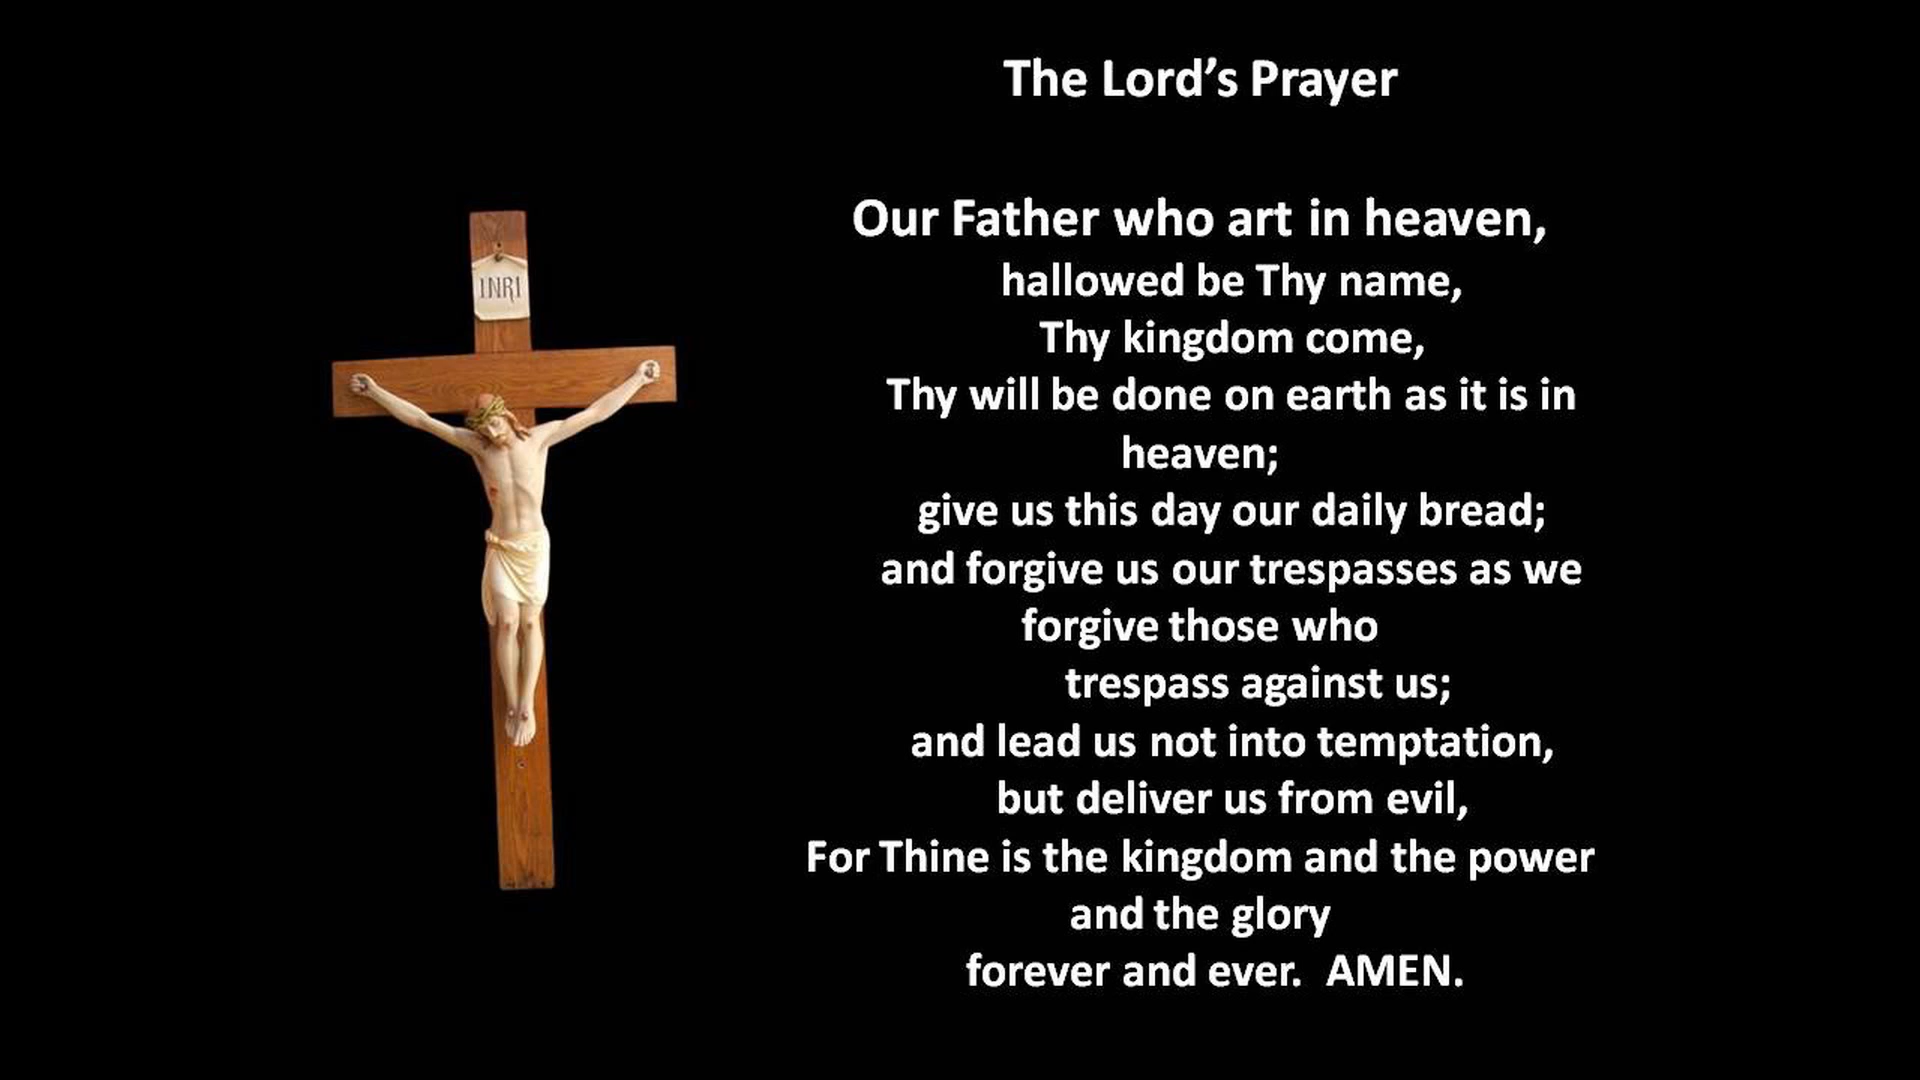 The Lord’s Prayer
INRI
Our Father who art in heaven,
hallowed be Thy name,
Thy kingdom come,
Thy will be done on earth as it is in
heaven;
give us this day our daily bread;
and forgive us our trespasses as we
forgive those who
trespass against us;
and lead us not into temptation,
but deliver us from evil,
For Thine is the kingdom and the power
and the glory
forever and ever.  AMEN.